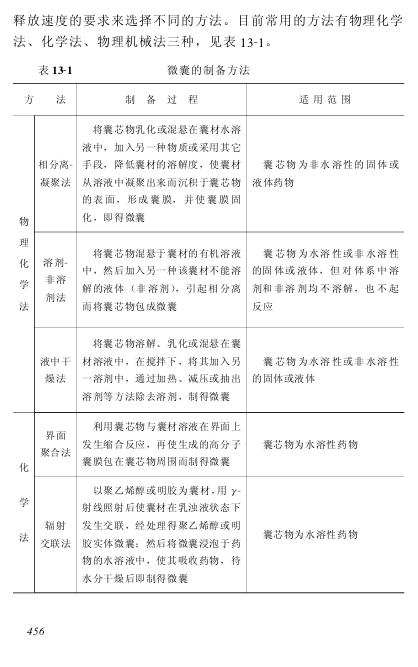 释放速度的要求来选择不同的方法。目前常用的方法有物理化学
法、化学法、物理机械法三种，见表 13-1。
表 13-1 微囊的制备方法
方 法 制 备 过 程 适 用 范 围
物理化学法
相分离-
凝聚法
将囊芯物乳化或混悬在囊材水溶
液中，加入另一种物质或采用其它
手段，降低囊材的溶解度，使囊材
从溶液中凝聚出来而沉积于囊芯物
的表面，形成囊膜，并使囊膜固
化，即得微囊
囊芯物为非水溶性的固体或
液体药物
溶剂-
非溶
剂法
将囊芯物混悬于囊材的有机溶液
中，然后加入另一种该囊材不能溶
解的液体（非溶剂），引起相分离
而将囊芯物包成微囊
囊芯物为水溶性或非水溶性
的固体或液体，但对体系中溶
剂和非溶剂均不溶解，也不起
反应
液中干
燥法
将囊芯物溶解、乳化或混悬在囊
材溶液中，在搅拌下，将其加入另
一溶剂中，通过加热、减压或抽出
溶剂等方法除去溶剂，制得微囊
囊芯物为水溶性或非水溶性
的固体或液体
化学法
界面
聚合法
利用囊芯物与囊材溶液在界面上
发生缩合反应，再使生成的高分子
囊膜包在囊芯物周围而制得微囊
囊芯物为水溶性药物
辐射
交联法
以聚乙烯醇或明胶为囊材，用 γ-
射线照射后使囊材在乳浊液状态下
发生交联，经处理得聚乙烯醇或明
胶实体微囊；然后将微囊浸泡于药
物的水溶液中，使其吸收药物，待
水分干燥后即制得微囊
囊芯物为水溶性药物
456